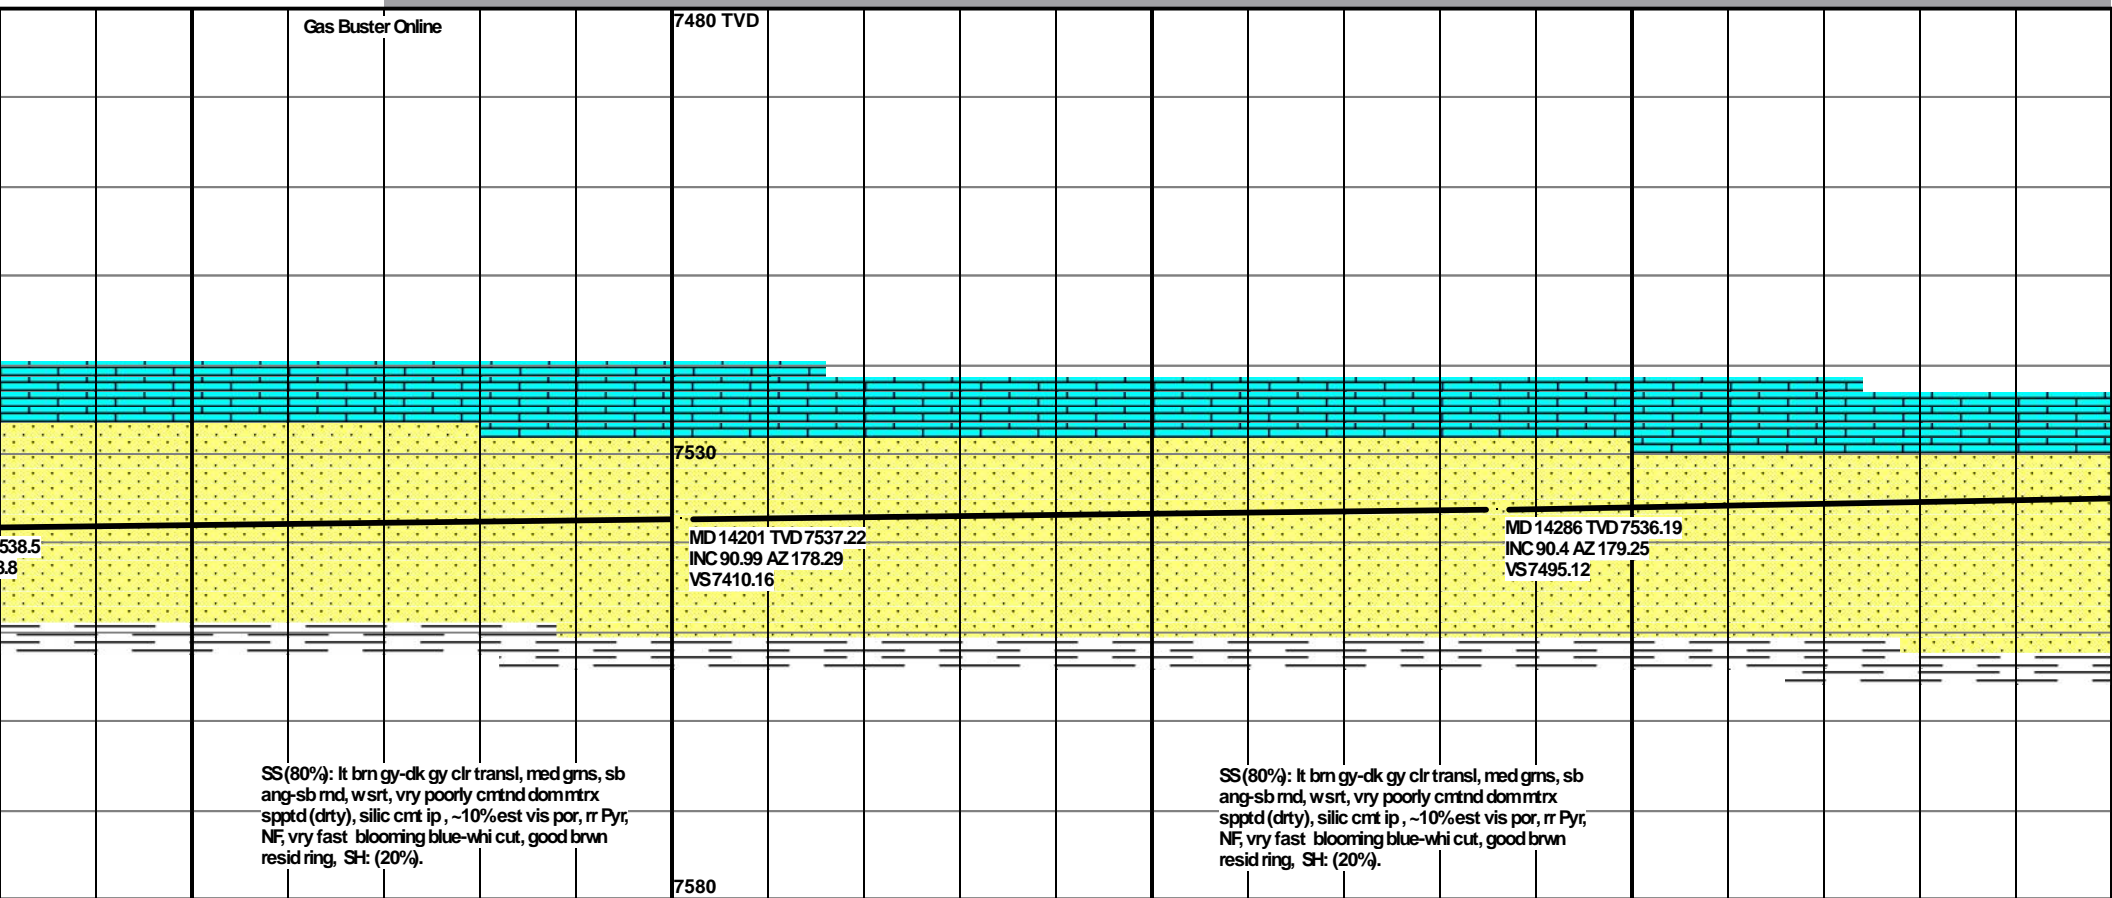 Gas Buster Online
7480 TVD
7530
538.5
3.8
MD 14201 TVD 7537.22
INC 90.99 AZ 178.29
VS 7410.16
MD 14286 TVD 7536.19
INC 90.4 AZ 179.25
VS 7495.12
SS (80%): lt brn gy-dk gy clr transl, med grns, sb
ang-sb rnd, w srt, vry poorly cmtnd dom mtrx
spptd (drty), silic cmt ip , ~10% est vis por, rr Pyr,
NF, vry fast blooming blue-whi cut, good brwn
resid ring, SH: (20%).
SS (80%): lt brn gy-dk gy clr transl, med grns, sb
ang-sb rnd, w srt, vry poorly cmtnd dom mtrx
spptd (drty), silic cmt ip , ~10% est vis por, rr Pyr,
NF, vry fast blooming blue-whi cut, good brwn
resid ring, SH: (20%).
7580